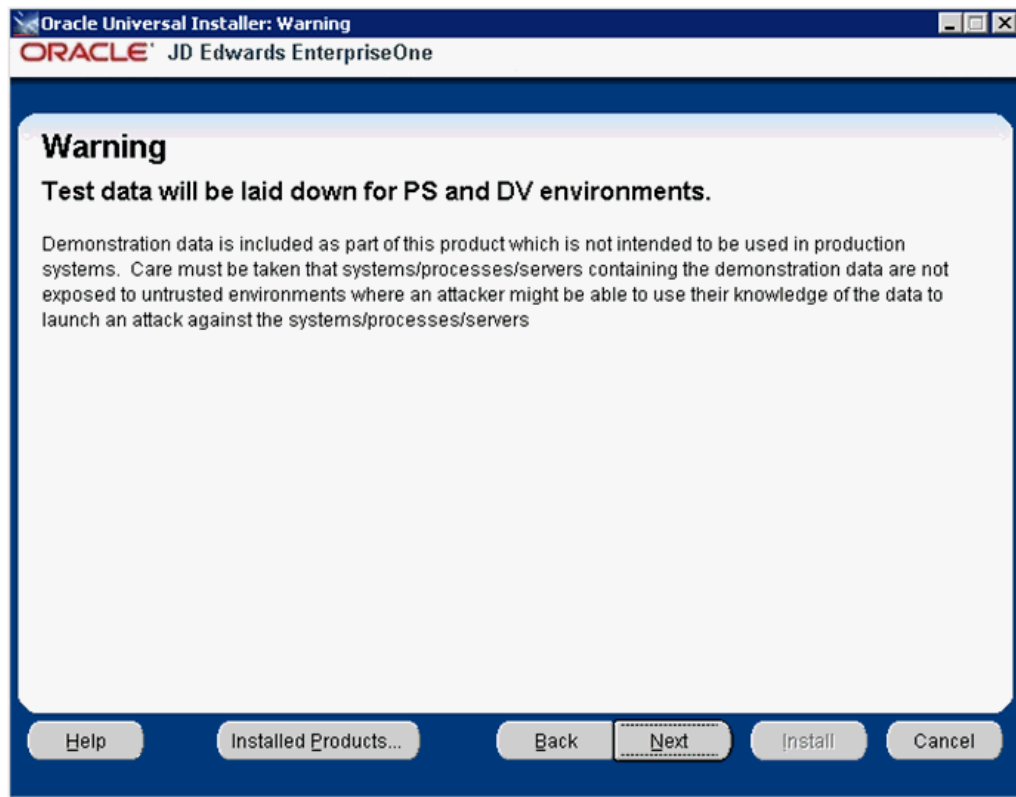 Oracle Universal Installer: Warning
ORACLE JD Edwards EnterpriseOne
Warning
Test data will be laid down for PS and DV environments.
Demonstration data is included as part of this product which is not intended to be used in production
systems. Care must be taken that systems/processes/servers containing the demonstration data are not
exposed to untrusted environments where an attacker might be able to use their knowledge of the data to
launch an attack against the systems/processes/servers
Help Installed Products... Back Next Install Cancel